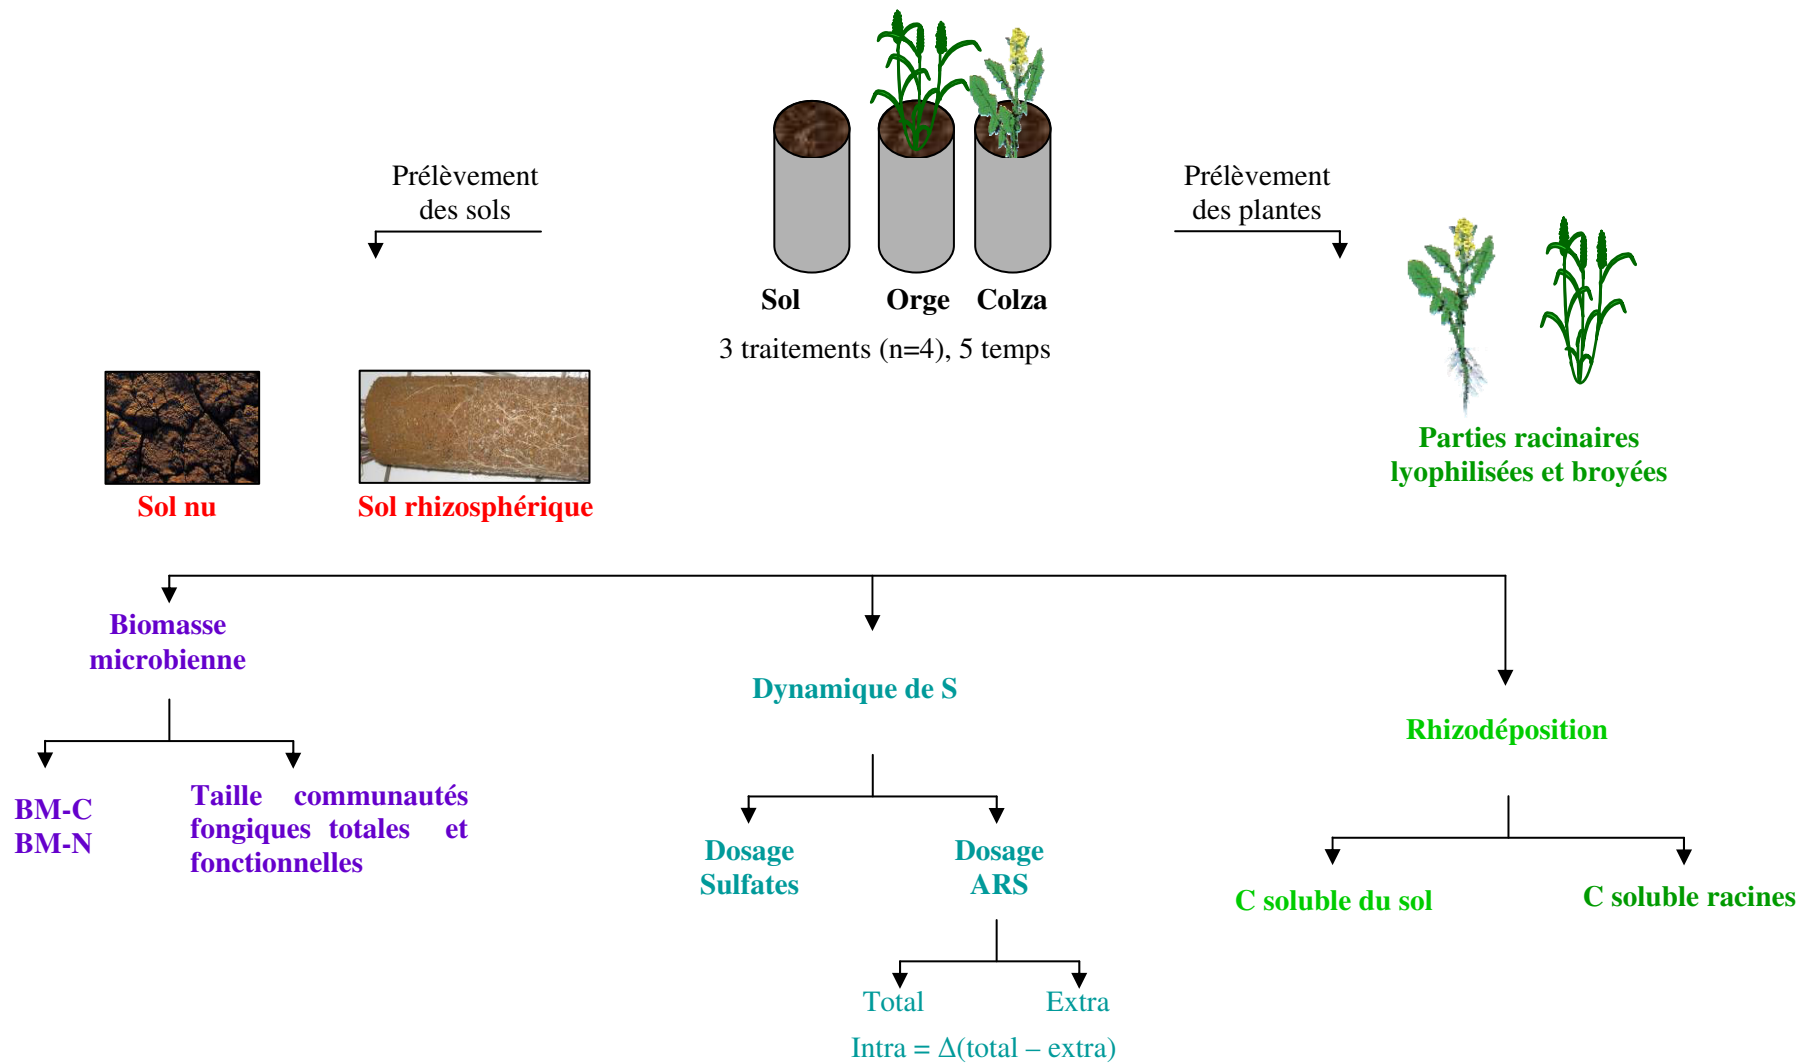 Prélèvement
des sols
Prélèvement
des plantes
Sol
Orge
Colza
3 traitements (n=4), 5 temps
Parties racinaires
lyophilisées et broyées
Sol nu
Sol rhizosphérique
Biomasse
microbienne
Dynamique de S
Rhizodéposition
BM-C
BM-N
Taille communautés
fongiques totales et
fonctionnelles
Dosage
Sulfates
Dosage
ARS
C soluble du sol
C soluble racines
Total
Extra
Intra = Δ(total – extra)